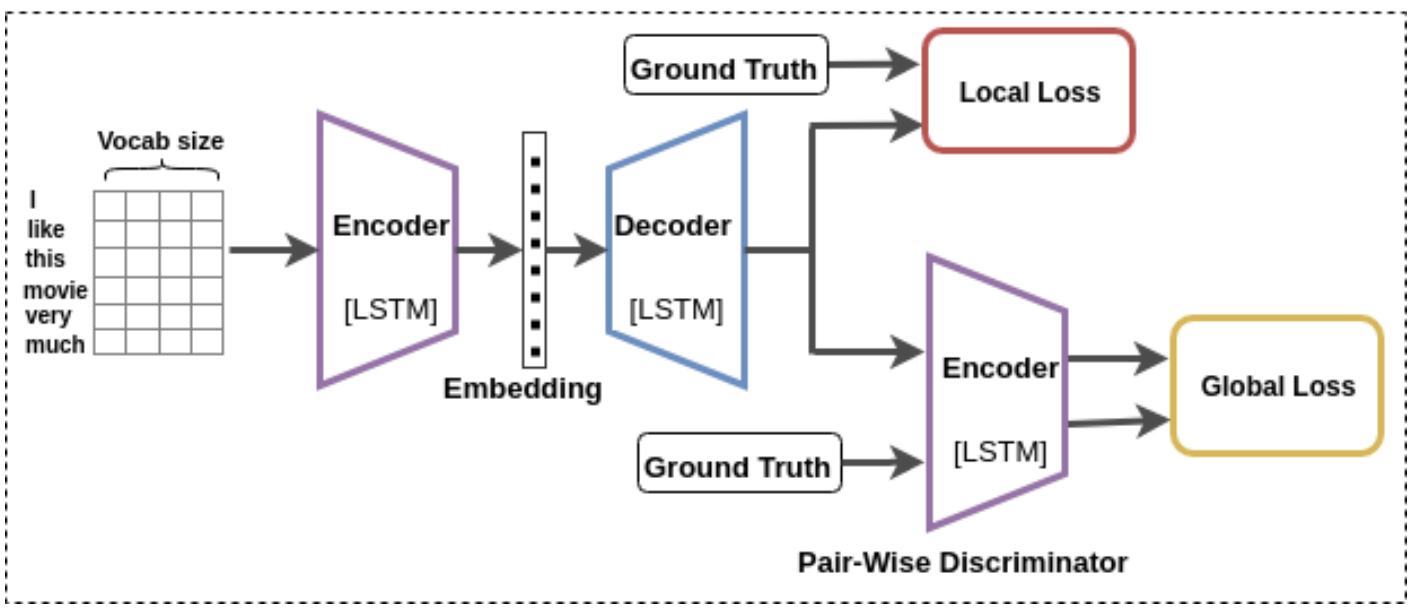 Vocab size
I
like
this
movie
very
much
Encoder
[LSTM]
Embedding
Decoder
[LSTM]
Ground Truth
Local Loss
Ground Truth
Encoder
[LSTM]
Pair-Wise Discriminator
Global Loss